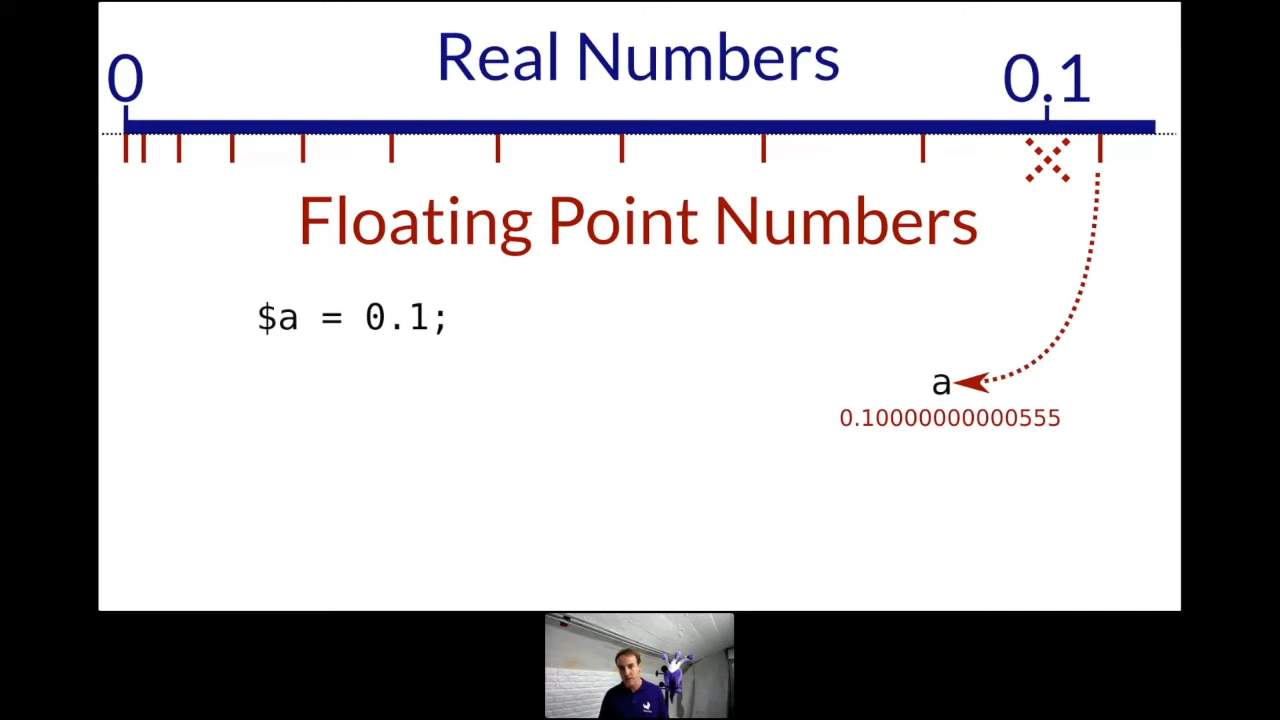 Real Numbers
0
0.1
Floating Point Numbers
$a = 0.1;
a
0.10000000000555